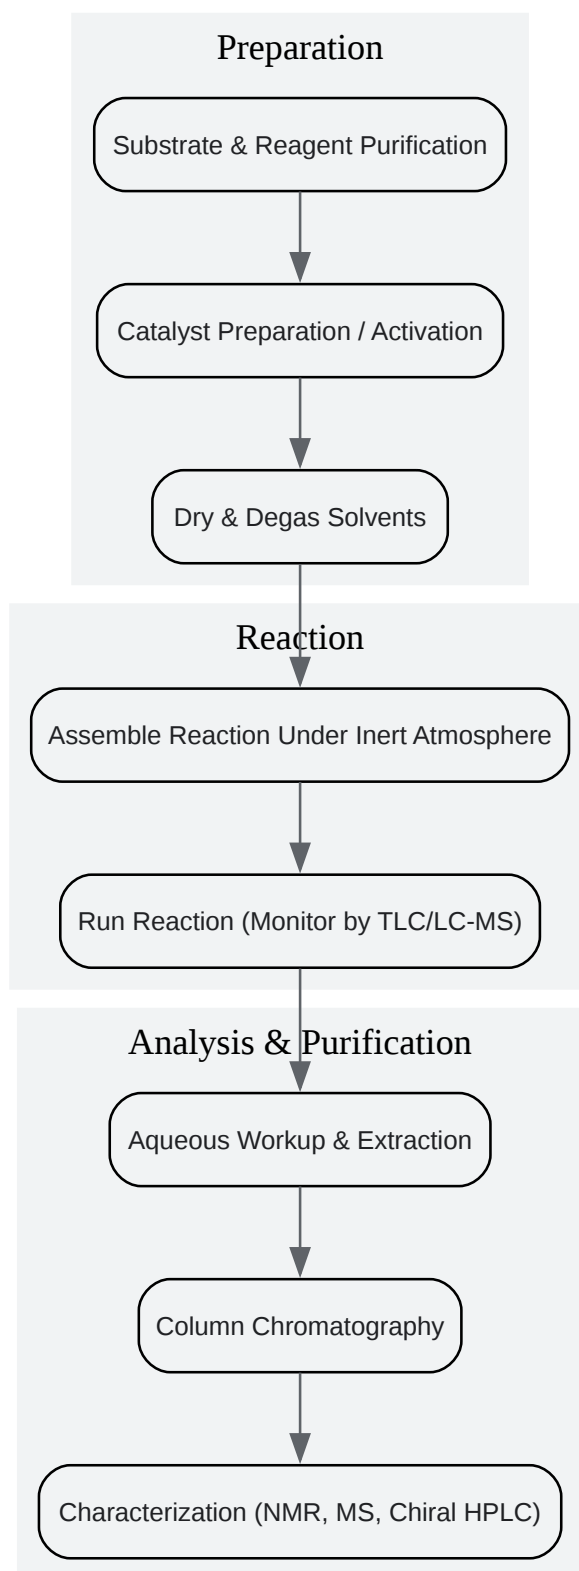 Preparation
Substrate & Reagent Purification
Catalyst Preparation / Activation
Dry & Degas Solvents
Reaction
Assemble Reaction Under Inert Atmosphere
Run Reaction (Monitor by TLC/LC-MS)
Analysis & Purification
Aqueous Workup & Extraction
Column Chromatography
Characterization (NMR, MS, Chiral HPLC)